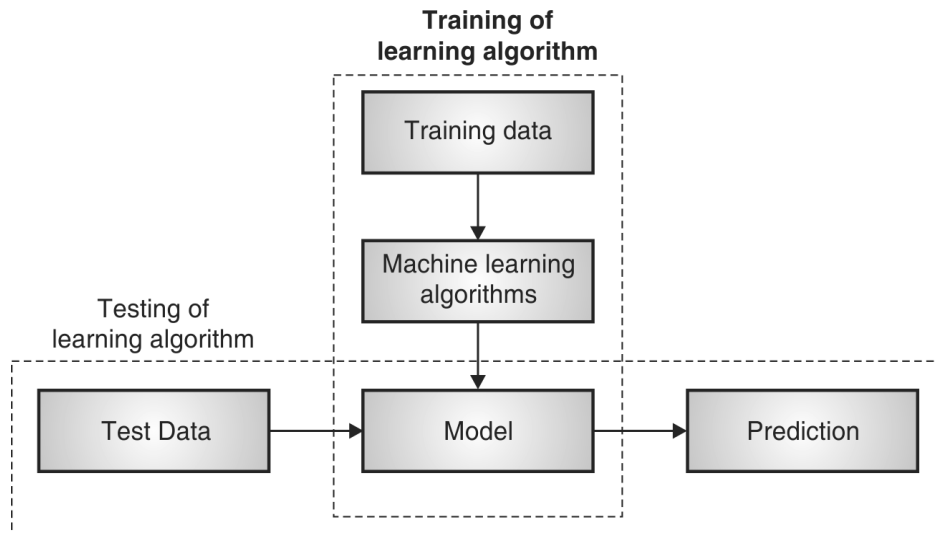 Training of
learning algorithm
Training data
Machine learning
algorithms
Testing of
learning algorithm
Test Data
Model
Prediction